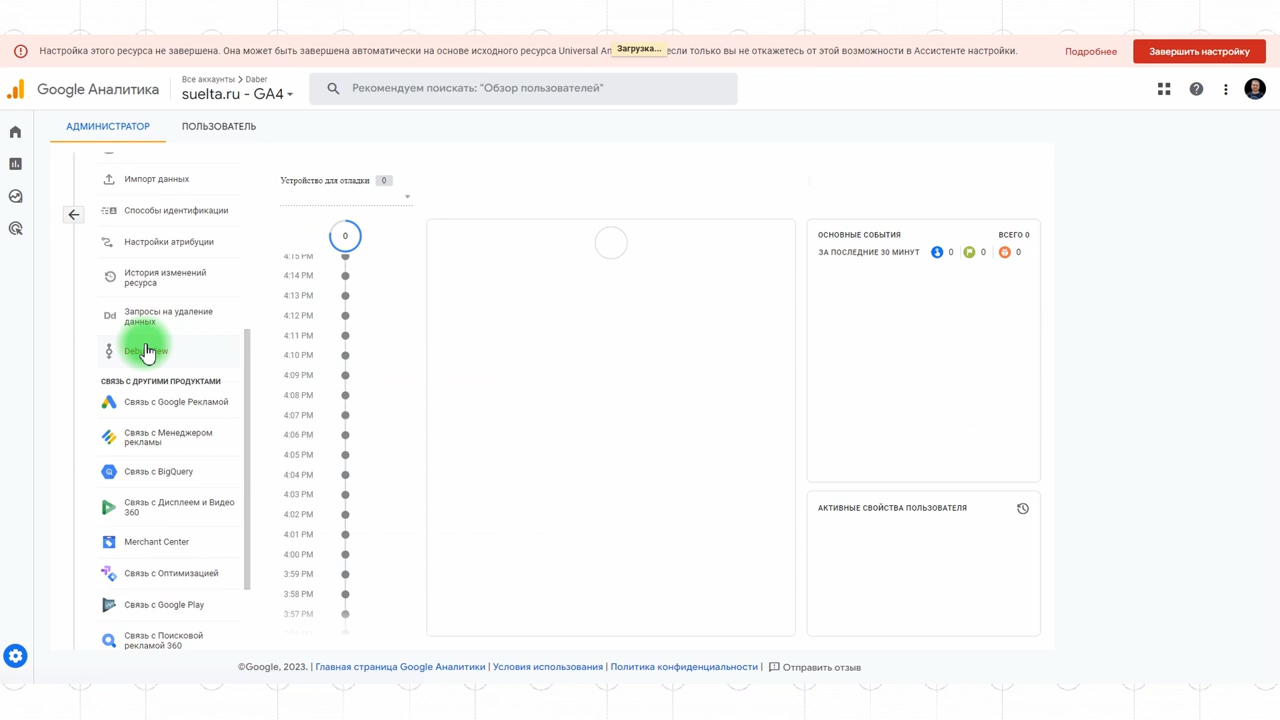 Настройка этого ресурса не завершена. Она может быть завершена автоматически на основе исходного ресурса Universal если только вы не откажетесь от этой возможности в Ассистенте настройки.
Загрузка...
Подробнее
Завершить настройку
Google Аналитика
Все аккаунты > Daber
suelta.ru - GA4
Рекомендуем поискать: "Обзор пользователей"
АДМИНИСТРАТОР
ПОЛЬЗОВАТЕЛЬ
Импорт данных
Способы идентификации
Настройки атрибуции
История изменений
ресурса
Dd
Запросы на удаление
данных
DebugView
СВЯЗЬ С ДРУГИМИ ПРОДУКТАМИ
Связь с Google Рекламой
Связь с Менеджером
рекламы
Связь с BigQuery
Связь с Дисплеем и Видео
360
Merchant Center
Связь с Оптимизацией
Связь с Google Play
Связь с Поисковой
рекламой 360
Устройство для отладки 0
0
4:15 PM
4:14 PM
4:13 PM
4:12 PM
4:11 PM
4:10 PM
4:09 PM
4:08 PM
4:07 PM
4:06 PM
4:05 PM
4:04 PM
4:03 PM
4:02 PM
4:01 PM
4:00 PM
3:59 PM
3:58 PM
3:57 PM
ОСНОВНЫЕ СОБЫТИЯ ВСЕГО 0
ЗА ПОСЛЕДНИЕ 30 МИНУТ 0 0 0
АКТИВНЫЕ СВОЙСТВА ПОЛЬЗОВАТЕЛЯ
©Google, 2023. | Главная страница Google Аналитики | Условия использования | Политика конфиденциальности | Отправить отзыв